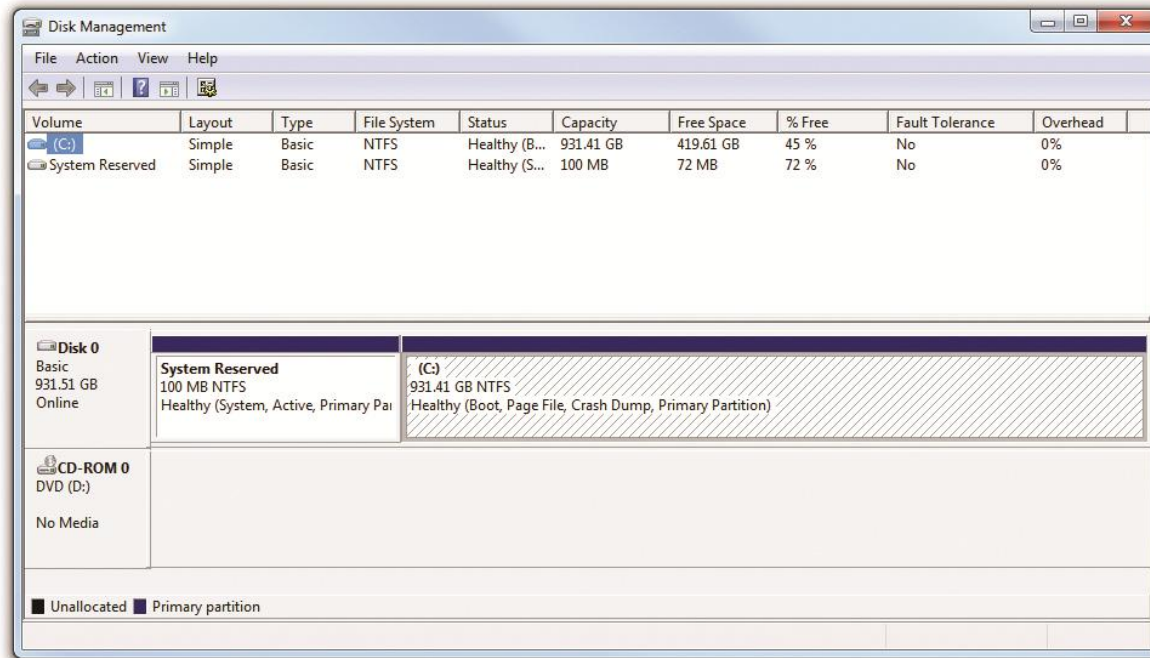 Disk Management
File Action View Help
Volume Layout Type File System Status Capacity Free Space % Free Fault Tolerance Overhead
(C:) Simple Basic NTFS Healthy (B... 931.41 GB 419.61 GB 45 % No 0%
System Reserved Simple Basic NTFS Healthy (S... 100 MB 72 MB 72 % No 0%
Disk 0
Basic
931.51 GB
Online
System Reserved
100 MB NTFS
Healthy (System, Active, Primary Par
(C:)
931.41 GB NTFS
Healthy (Boot, Page File, Crash Dump, Primary Partition)
CD-ROM 0
DVD (D:)
No Media
Unallocated Primary partition